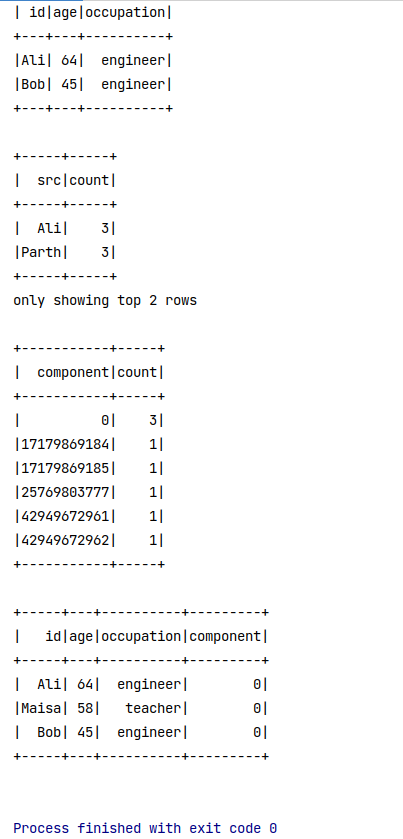 | id|age|occupation|
+---+---+----------+
|Ali| 64|  engineer|
|Bob| 45|  engineer|
+---+---+----------+

+-----+-----+
|  src|count|
+-----+-----+
|  Ali|    3|
|Parth|    3|
+-----+-----+
only showing top 2 rows

+-----------+-----+
|  component|count|
+-----------+-----+
|          0|    3|
|17179869184|    1|
|17179869185|    1|
|25769803777|    1|
|42949672961|    1|
|42949672962|    1|
+-----------+-----+

+-----+---+----------+---------+
|   id|age|occupation|component|
+-----+---+----------+---------+
|  Ali| 64|  engineer|        0|
|Maisa| 58|   teacher|        0|
|  Bob| 45|  engineer|        0|
+-----+---+----------+---------+

Process finished with exit code 0